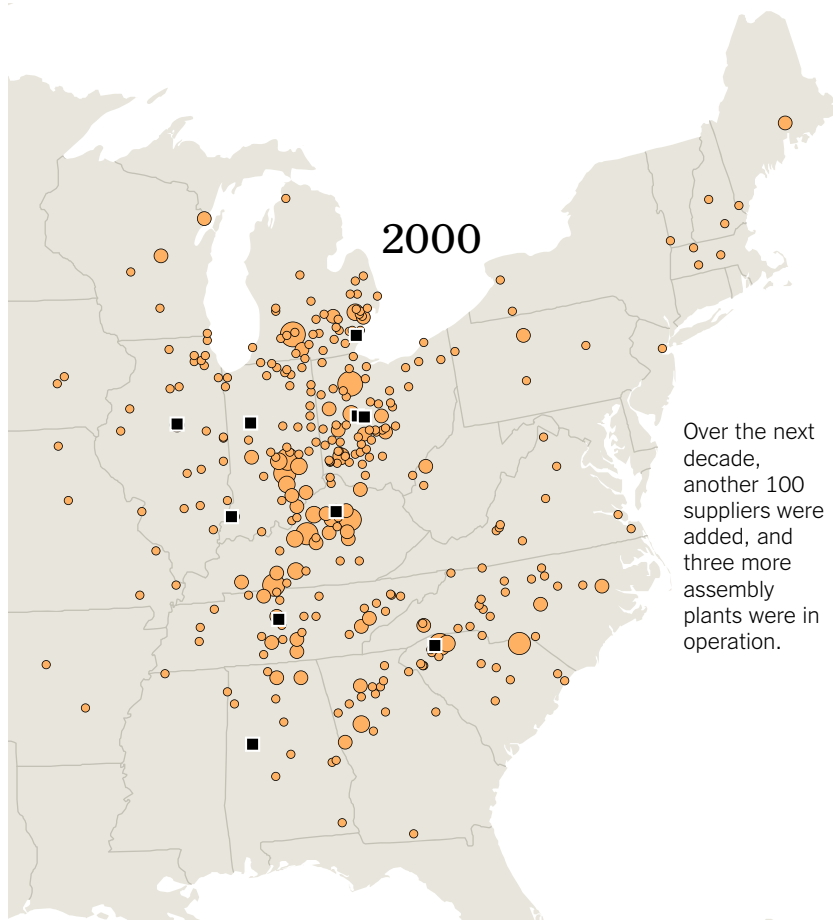 2000
Over the next
decade,
another 100
suppliers were
added, and
three more
assembly
plants were in
operation.